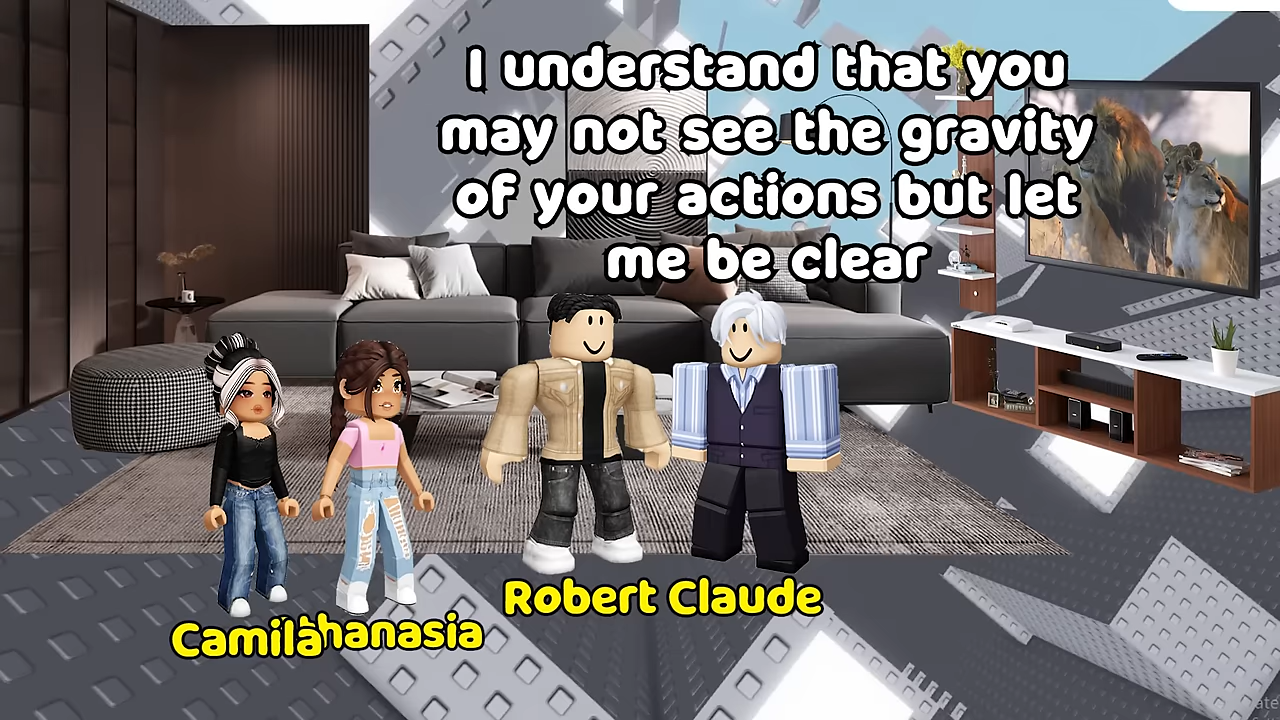 I understand that you
may not see the gravity
of your actions but let
me be clear
Robert Claude
Camila hanasia